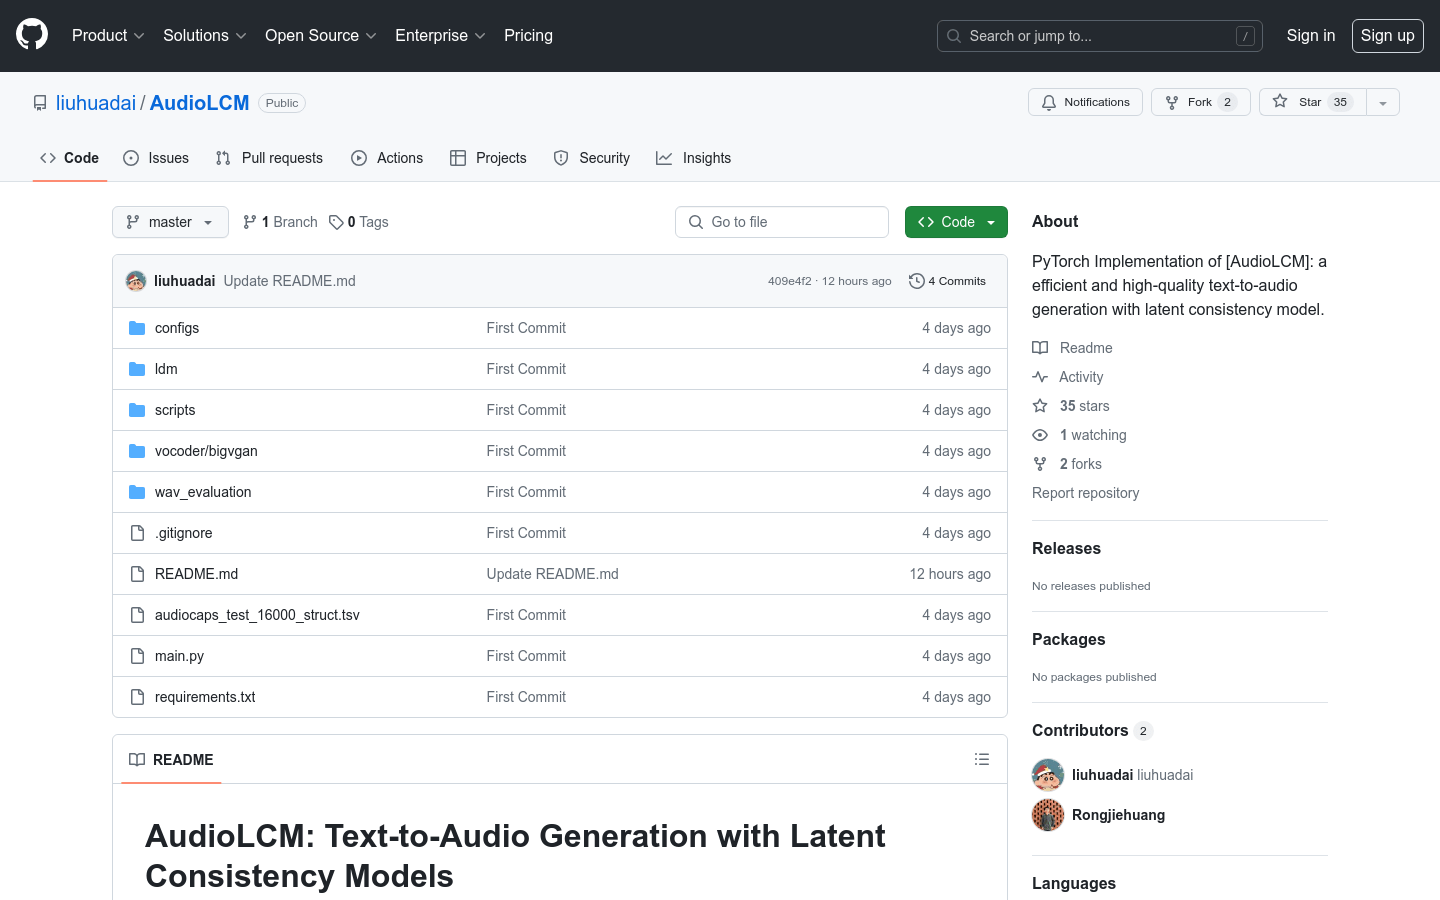 Product Solutions Open Source Enterprise Pricing Search or jump to... / Sign in Sign up
liuhuadai / AudioLCM Public Notifications Fork 2 Star 35
Code Issues Pull requests Actions Projects Security Insights
master 1 Branch 0 Tags Go to file Code
liuhuadai Update README.md 409e4f2 · 12 hours ago 4 Commits
configs First Commit 4 days ago
ldm First Commit 4 days ago
scripts First Commit 4 days ago
vocoder/bigvgan First Commit 4 days ago
wav_evaluation First Commit 4 days ago
.gitignore First Commit 4 days ago
README.md Update README.md 12 hours ago
audiocaps_test_16000_struct.tsv First Commit 4 days ago
main.py First Commit 4 days ago
requirements.txt First Commit 4 days ago
README
AudioLCM: Text-to-Audio Generation with Latent
Consistency Models
About
PyTorch Implementation of [AudioLCM]: a
efficient and high-quality text-to-audio
generation with latent consistency model.
Readme
Activity
35 stars
1 watching
2 forks
Report repository
Releases
No releases published
Packages
No packages published
Contributors 2
liuhuadai liuhuadai
Rongjiehuang
Languages